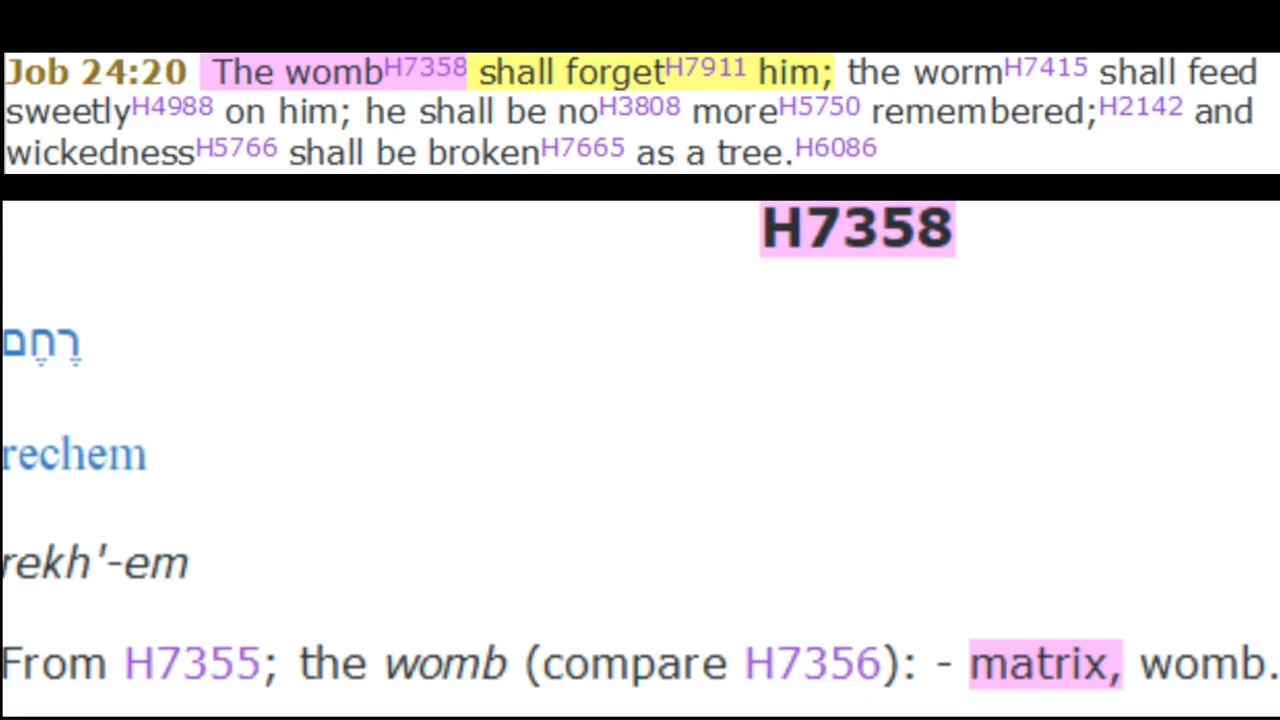 Job 24:20 The wombH7358 shall forgetH7911 him; the wormH7415 shall feed
sweetlyH4988 on him; he shall be noH3808 moreH5750 remembered;H2142 and
wickednessH5766 shall be brokenH7665 as a tree.H6086
H7358
רֶחֶם
rechem
rekh'-em
From H7355; the womb (compare H7356): - matrix, womb.